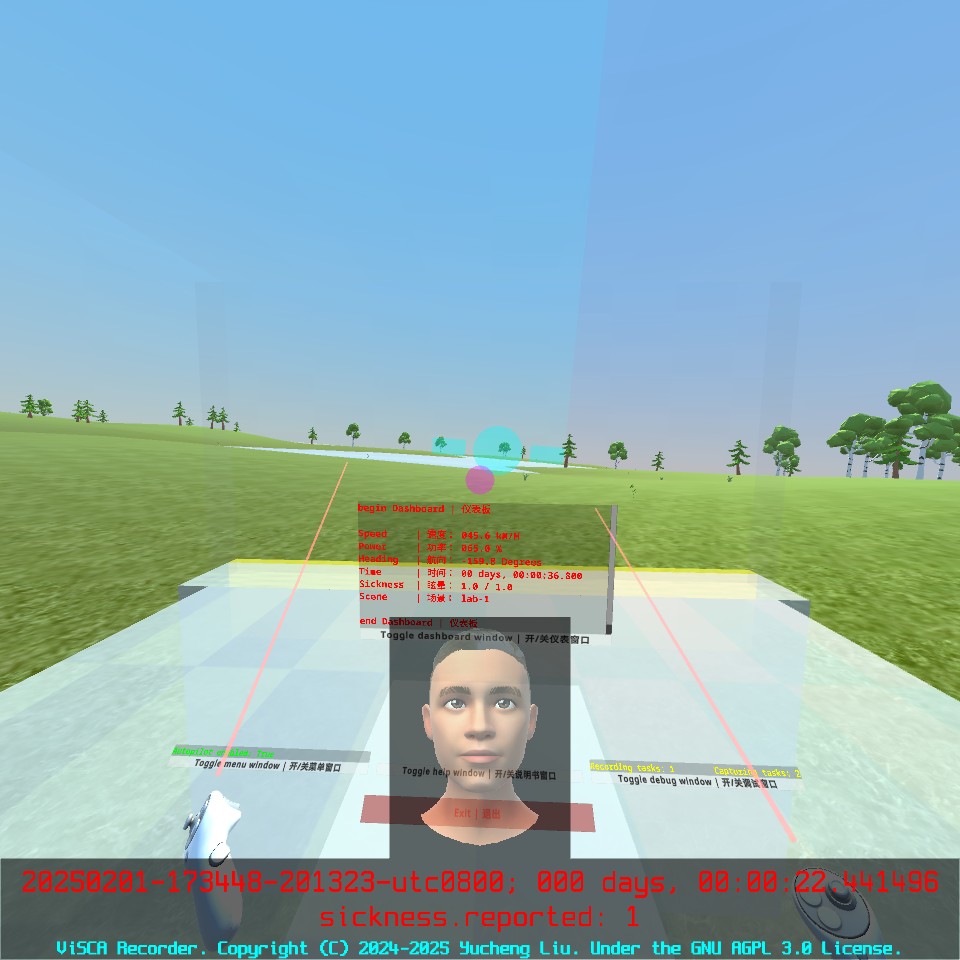 begin Dashboard | 仪表板
Speed | 速度: 045.6 kM/H
Power | 功率: 065.0 %
Heading | 航向: -159.8 Degrees
Time | 时间: 00 days, 00:00:36.800
Sickness | 眩晕: 1.0 / 1.0
Scene | 场景: lab-1
end Dashboard | 仪表板
Toggle dashboard window | 开/关仪表窗口
Toggle menu window | 开/关菜单窗口
Toggle help window | 开/关说明书窗口
Recording tasks: 1 Capturing tasks: 2
Toggle debug window | 开/关调试窗口
Exit | 退出
20250201-173448-201323-utc0800; 000 days, 00:00:22.441496
sickness.reported: 1
ViSCA Recorder. Copyright (C) 2024-2025 Yucheng Liu. Under the GNU AGPL 3.0 License.